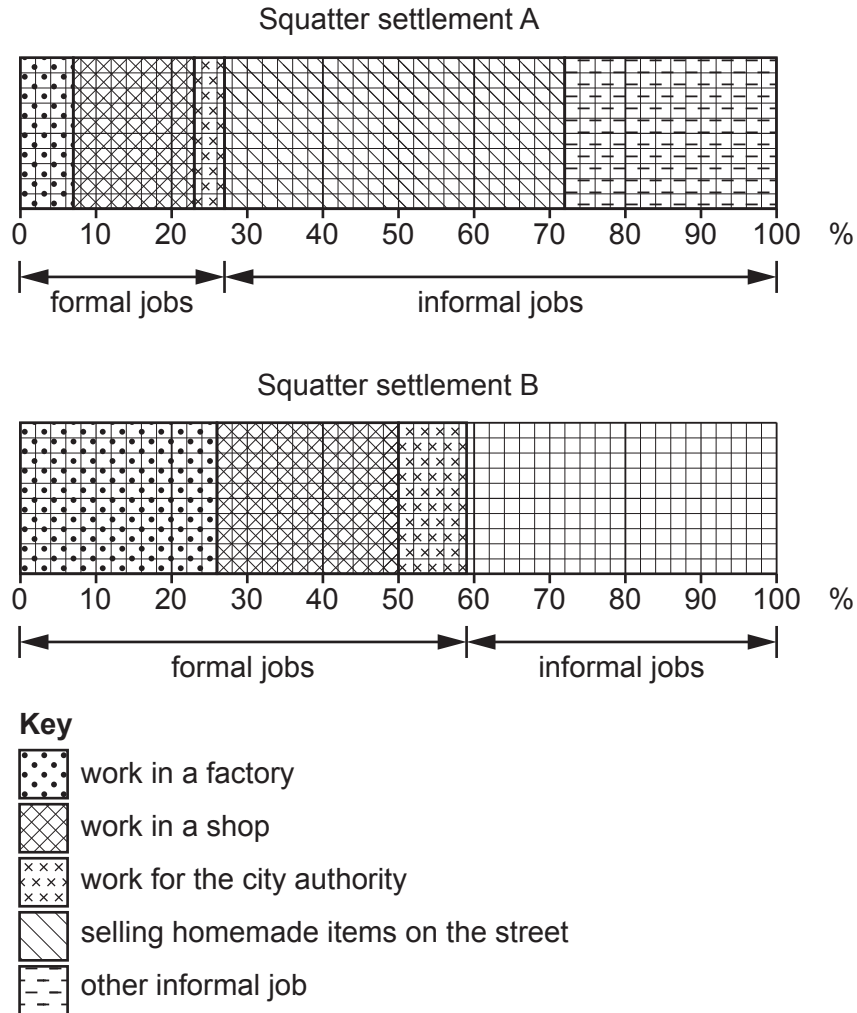 Squatter settlement A
0 10 20 30 40 50 60 70 80 90 100 %
formal jobs informal jobs
Squatter settlement B
0 10 20 30 40 50 60 70 80 90 100 %
formal jobs informal jobs
Key
work in a factory
work in a shop
work for the city authority
selling homemade items on the street
other informal job